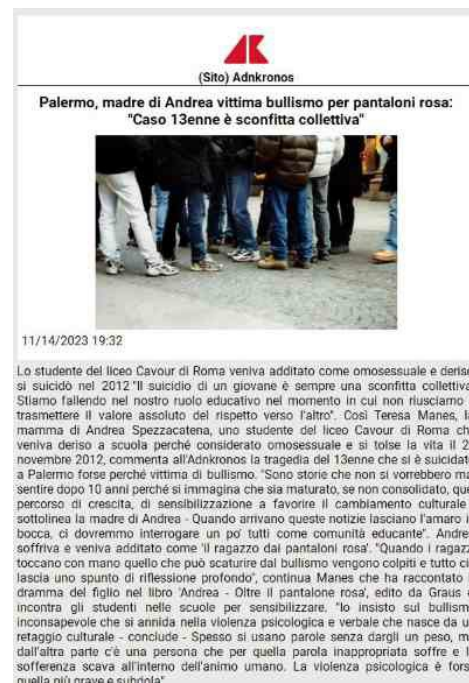 (Sito) Adnkronos
Palermo, madre di Andrea vittima bullismo per pantaloni rosa:
"Caso 13enne è sconfitta collettiva"
11/14/2023 19:32
Lo studente del liceo Cavour di Roma veniva additato come omosessuale e deriso
si suicidò nel 2012 "Il suicidio di un giovane è sempre una sconfitta collettiva
Stiamo fallendo nel nostro ruolo educativo nel momento in cui non riusciamo
trasmettere il valore assoluto del rispetto verso l'altro". Così Teresa Manes, la
mamma di Andrea Spezzacatena, uno studente del liceo Cavour di Roma ch
veniva deriso a scuola perché considerato omosessuale e si tolse la vita il 2
novembre 2012, commenta all'Adnkronos la tragedia del 13enne che si è suicidat
a Palermo forse perché vittima di bullismo. "Sono storie che non si vorrebbero ma
sentire dopo 10 anni perché si immagina che sia maturato, se non consolidato, que
percorso di crescita, di sensibilizzazione a favorire il cambiamento culturale
sottolinea la madre di Andrea - Quando arrivano queste notizie lasciano l'amaro i
bocca, ci dovremmo interrogare un po' tutti come comunità educante". Andre
soffriva e veniva additato come 'il ragazzo dai pantaloni rosa'. "Quando i ragazz
toccano con mano quello che può scaturire dal bullismo vengono colpiti e tutto ci
lascia uno spunto di riflessione profondo", continua Manes che ha raccontato i
dramma del figlio nel libro 'Andrea - Oltre il pantalone rosa', edito da Graus
incontra gli studenti nelle scuole per sensibilizzare. "Io insisto sul bullism
inconsapevole che si annida nella violenza psicologica e verbale che nasce da u
retaggio culturale - conclude - Spesso si usano parole senza dargli un peso, m
dall'altra parte c'è una persona che per quella parola inappropriata soffre e l
sofferenza scava all'interno dell'animo umano. La violenza psicologica è fors
quella più grave e subdola"